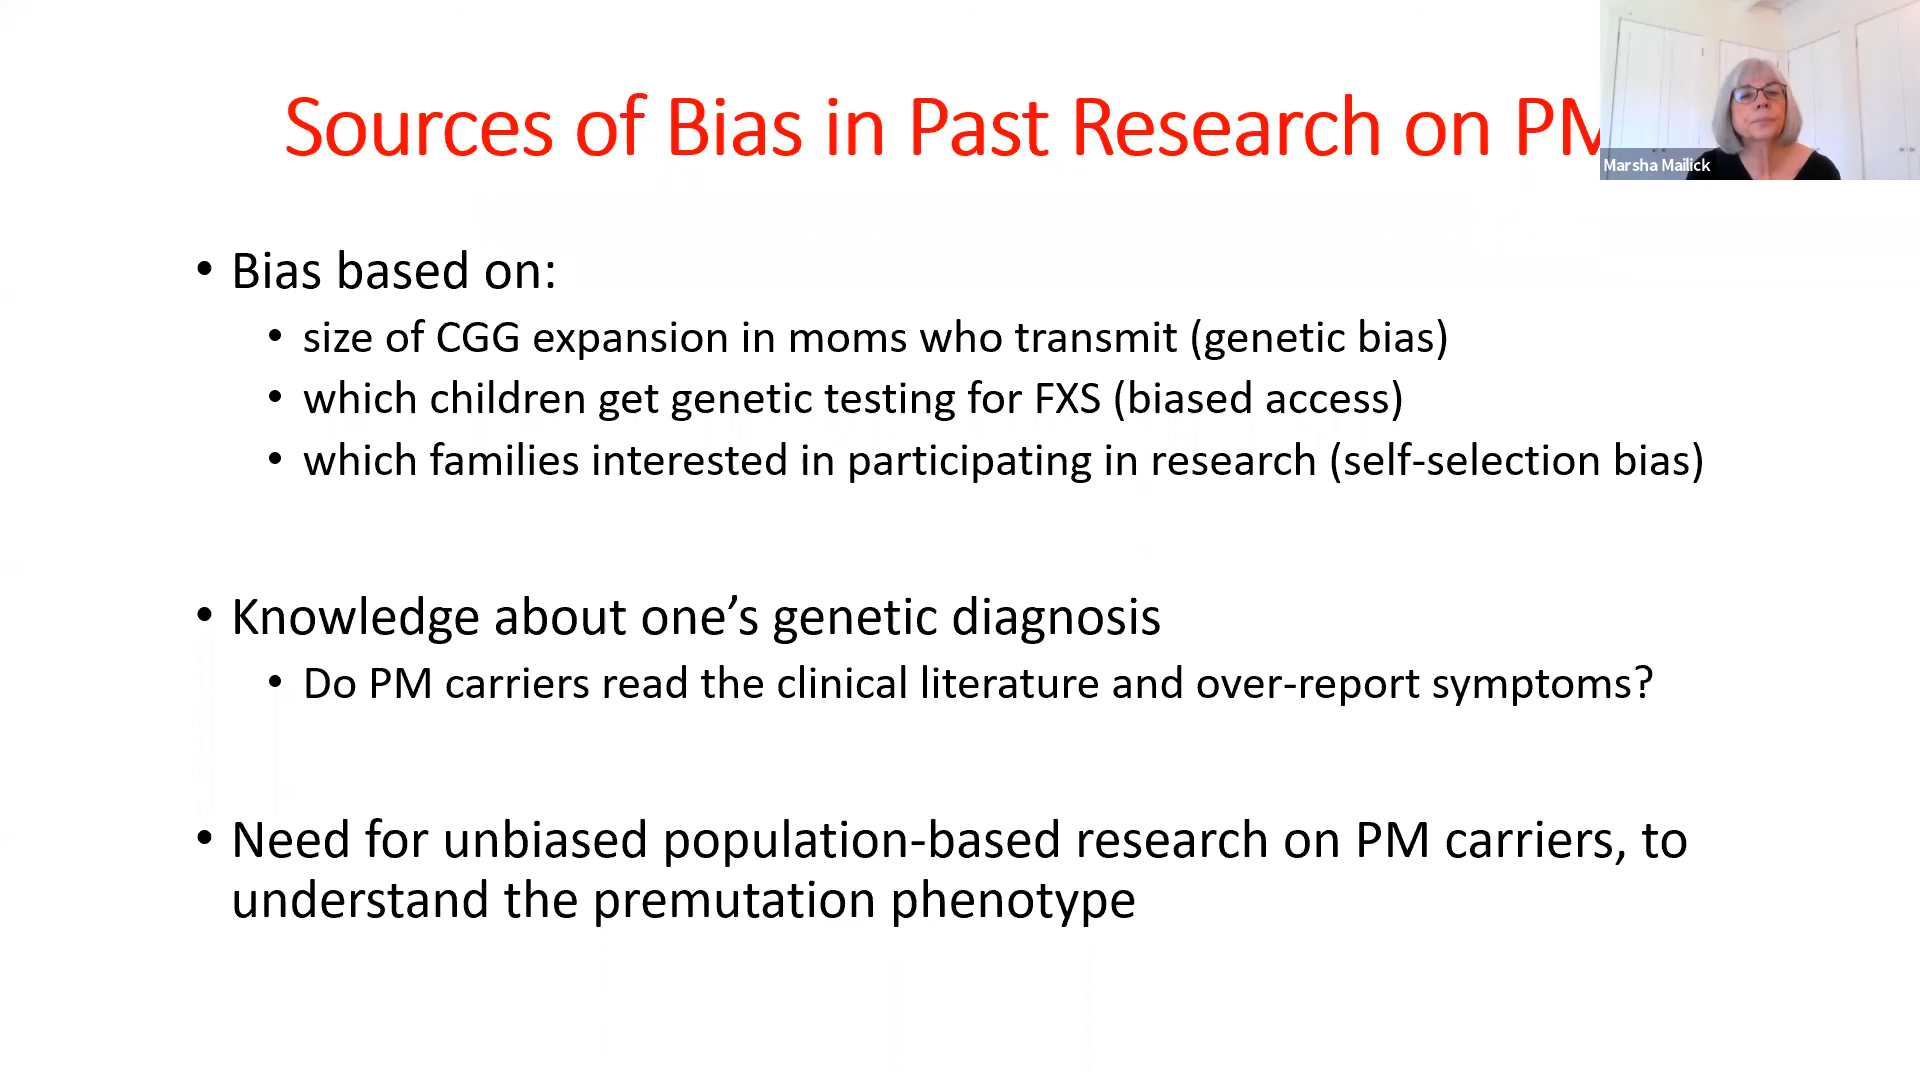 Sources of Bias in Past Research on PM
Marsha Mailick
• Bias based on:
• size of CGG expansion in moms who transmit (genetic bias)
• which children get genetic testing for FXS (biased access)
• which families interested in participating in research (self-selection bias)
• Knowledge about one’s genetic diagnosis
• Do PM carriers read the clinical literature and over-report symptoms?
• Need for unbiased population-based research on PM carriers, to
understand the premutation phenotype